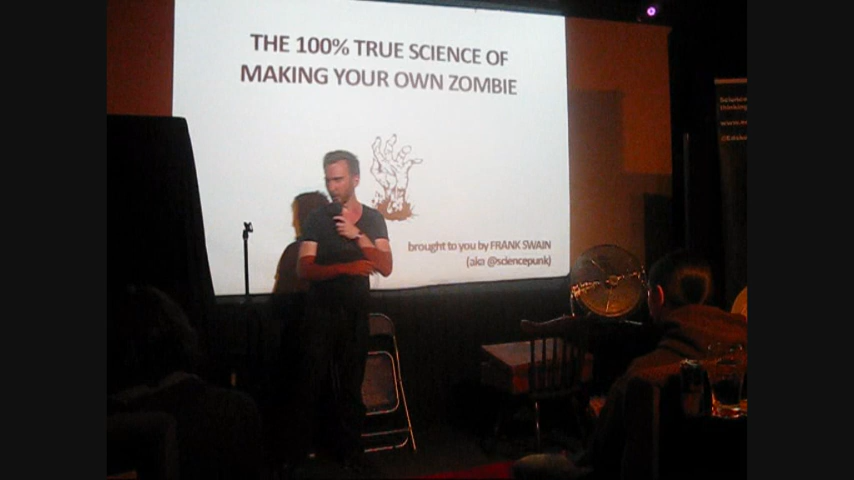 THE 100% TRUE SCIENCE OF
MAKING YOUR OWN ZOMBIE
brought to you by FRANK SWAIN
(aka @sciencepunk)